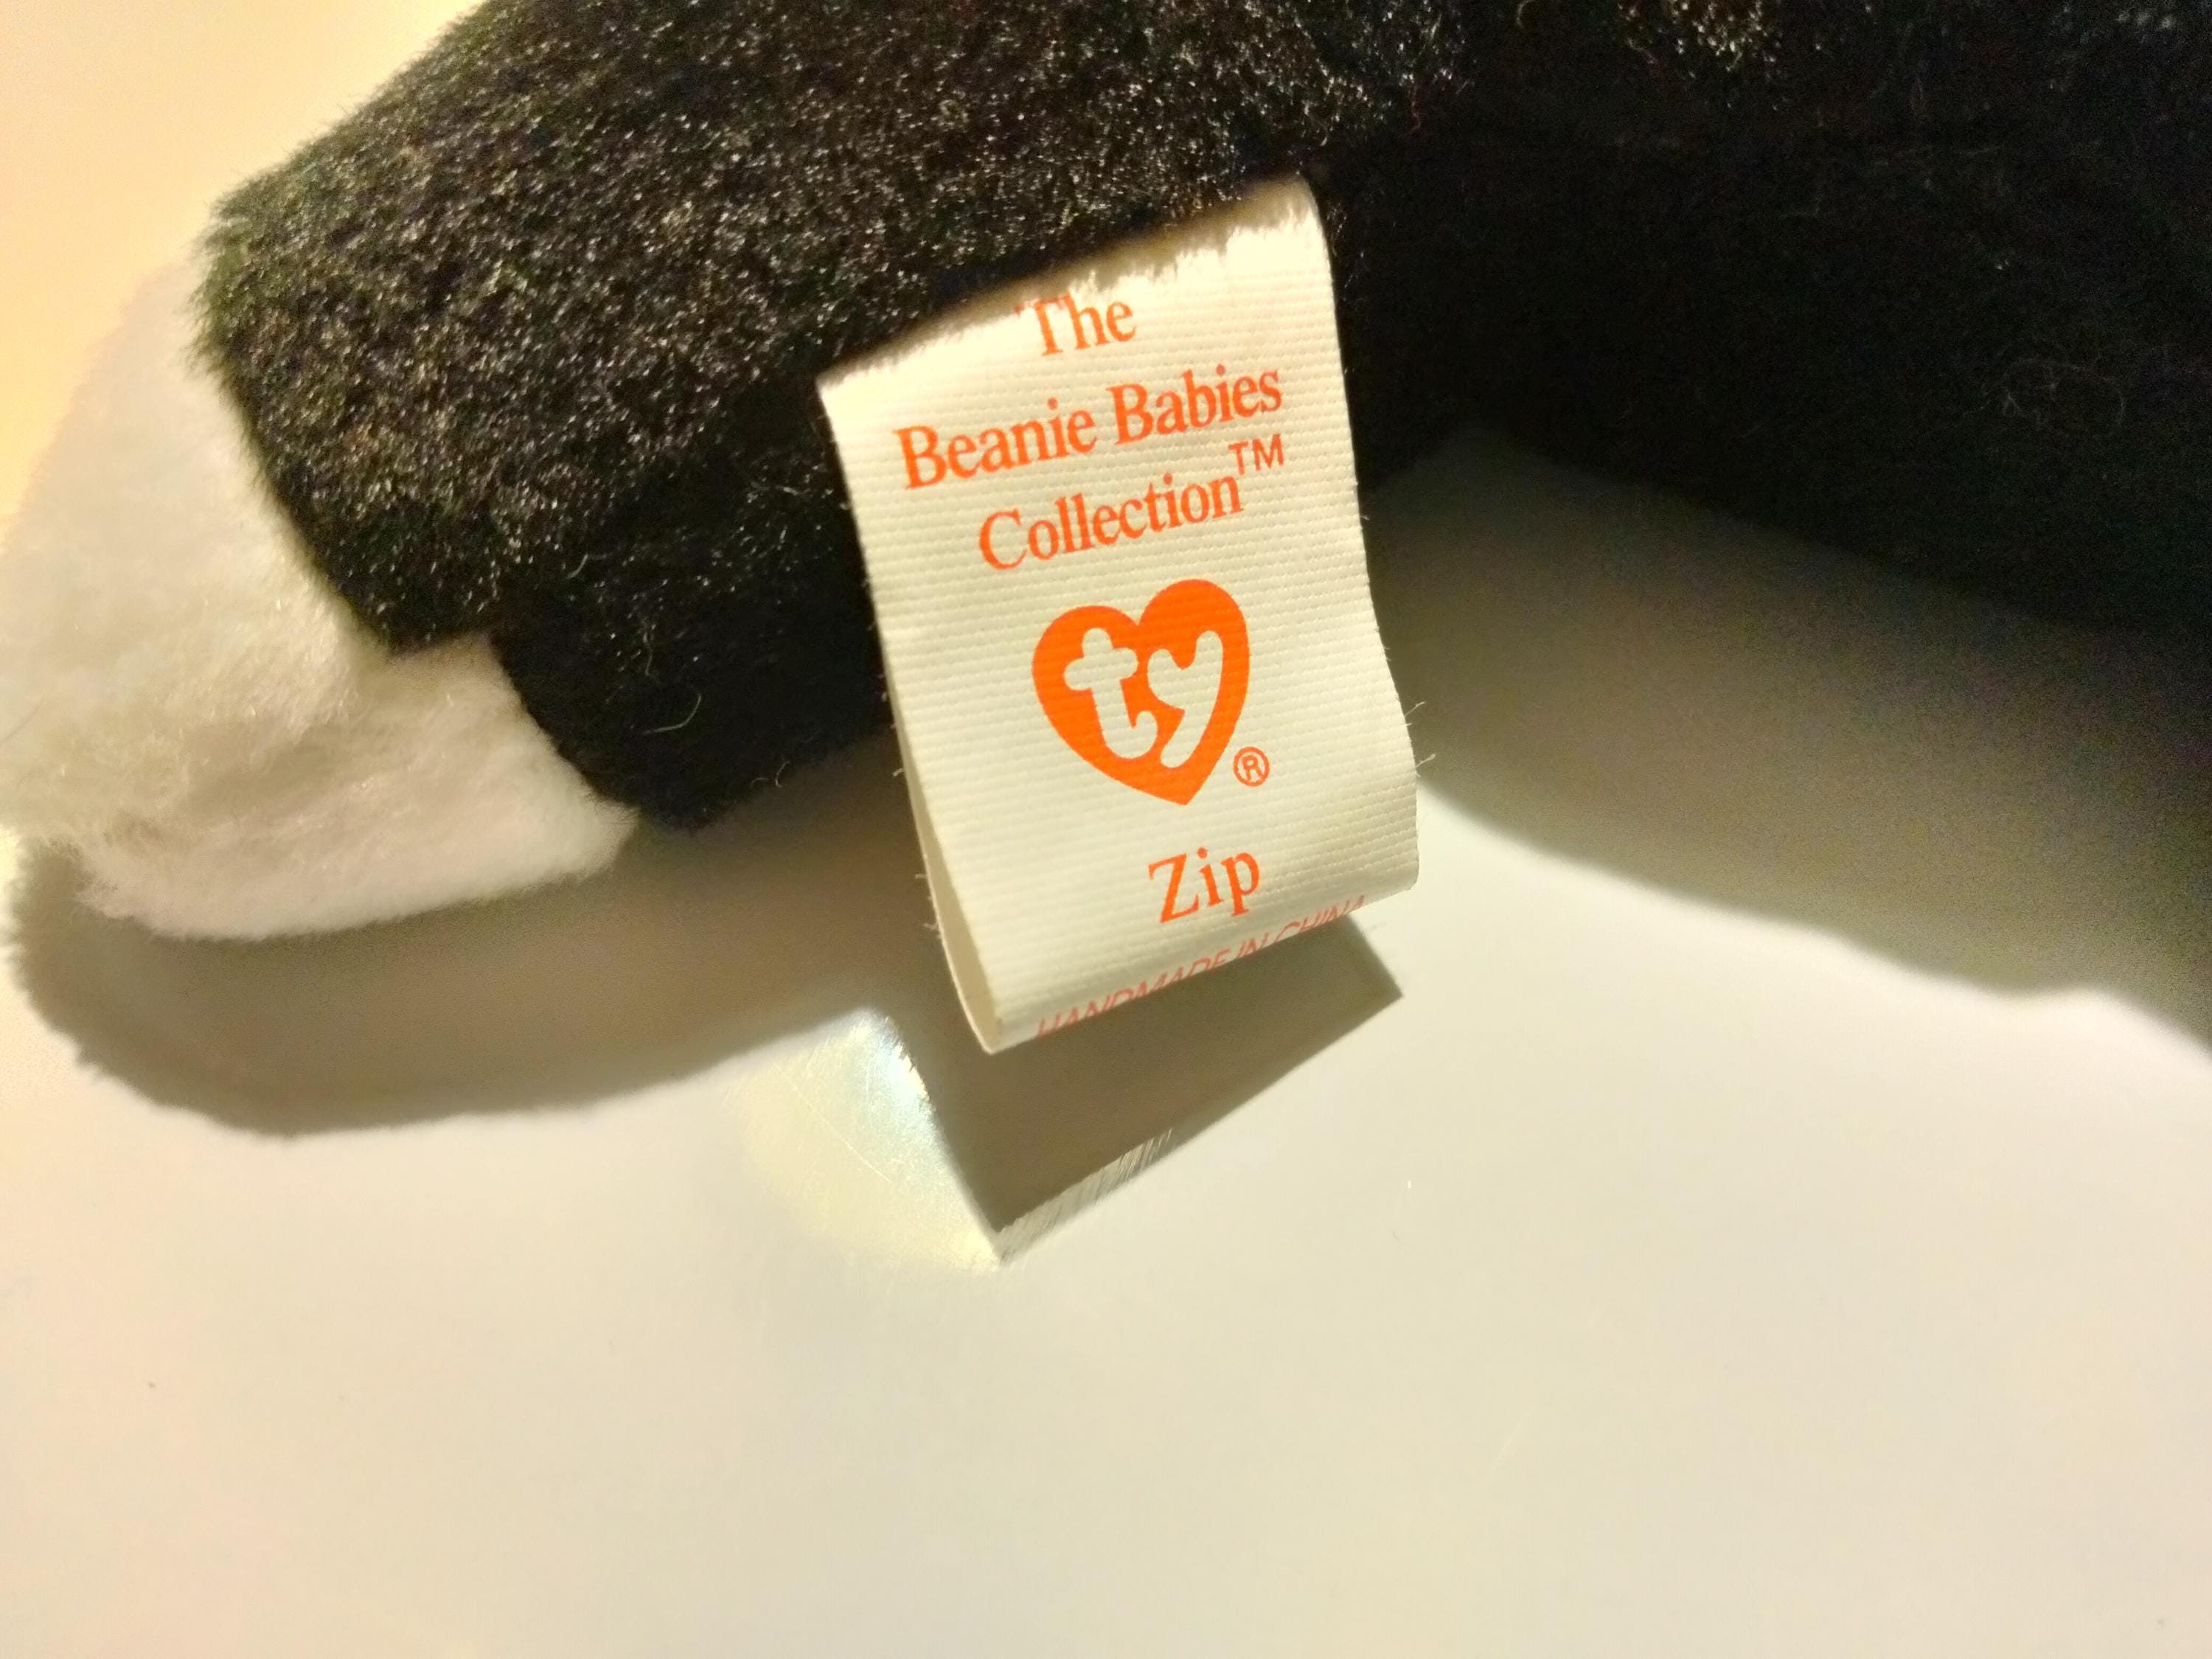 The
Beanie Babies
Collection™
ty®
Zip
HANDMADE IN CHINA